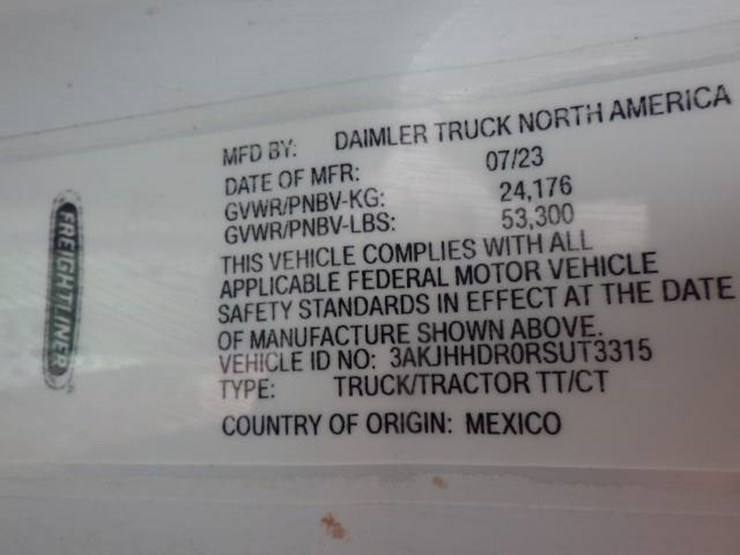 FREIGHTLINER
MFD BY: DAIMLER TRUCK NORTH AMERICA
DATE OF MFR: 07/23
GVWR/PNBV-KG: 24,176
GVWR/PNBV-LBS: 53,300
THIS VEHICLE COMPLIES WITH ALL
APPLICABLE FEDERAL MOTOR VEHICLE
SAFETY STANDARDS IN EFFECT AT THE DATE
OF MANUFACTURE SHOWN ABOVE.
VEHICLE ID NO: 3AKJHHDR0RSUT3315
TYPE: TRUCK/TRACTOR TT/CT
COUNTRY OF ORIGIN: MEXICO